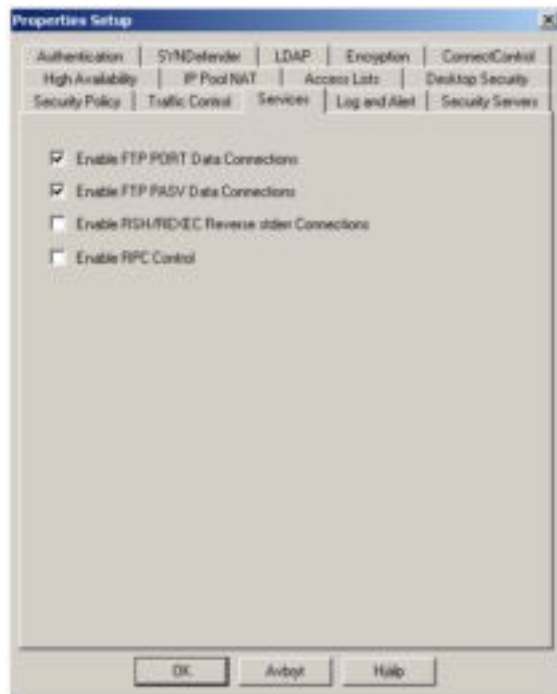 Properties Setup
Authentication SYNDefender LDAP Encryption ConnectControl
High Availability IP Pool NAT Access Lists Desktop Security
Security Policy Traffic Control Services Log and Alert Security Servers
Enable FTP PORT Data Connections
Enable FTP PASV Data Connections
Enable RSH/REXEC Reverse stderr Connections
Enable RPC Control
OK Avbryt Hjälp